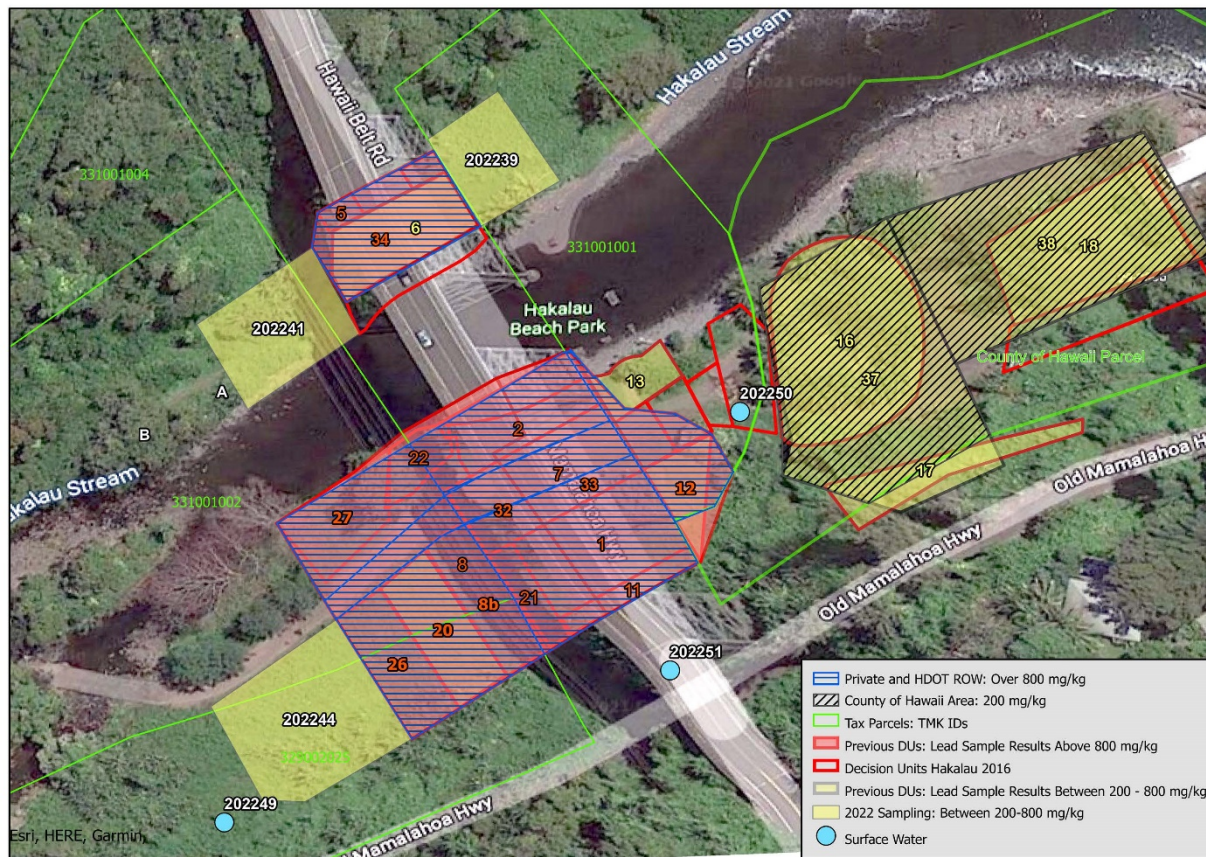 Hawaii Belt Rd
Hakalau Stream
202239
331001004
5
6
34
331001001
38
18
202241
Hakalau
Beach Park
16
County of Hawaii Parcel
13
37
A
202250
B
2
22
17
Old Mamalahoa H
akalau Stream
331001002
7
33
12
27
32
1
8
Old Mamalahoa Hwy
11
8b
21
20
26
202251
202244
202249
Esri, HERE, Garmin,
Mamalahoa Hwy
Private and HDOT ROW: Over 800 mg/kg
County of Hawaii Area: 200 mg/kg
Tax Parcels: TMK IDs
Previous DUs: Lead Sample Results Above 800 mg/kg
Decision Units Hakalau 2016
Previous DUs: Lead Sample Results Between 200 - 800 mg/kg
2022 Sampling: Between 200-800 mg/kg
Surface Water